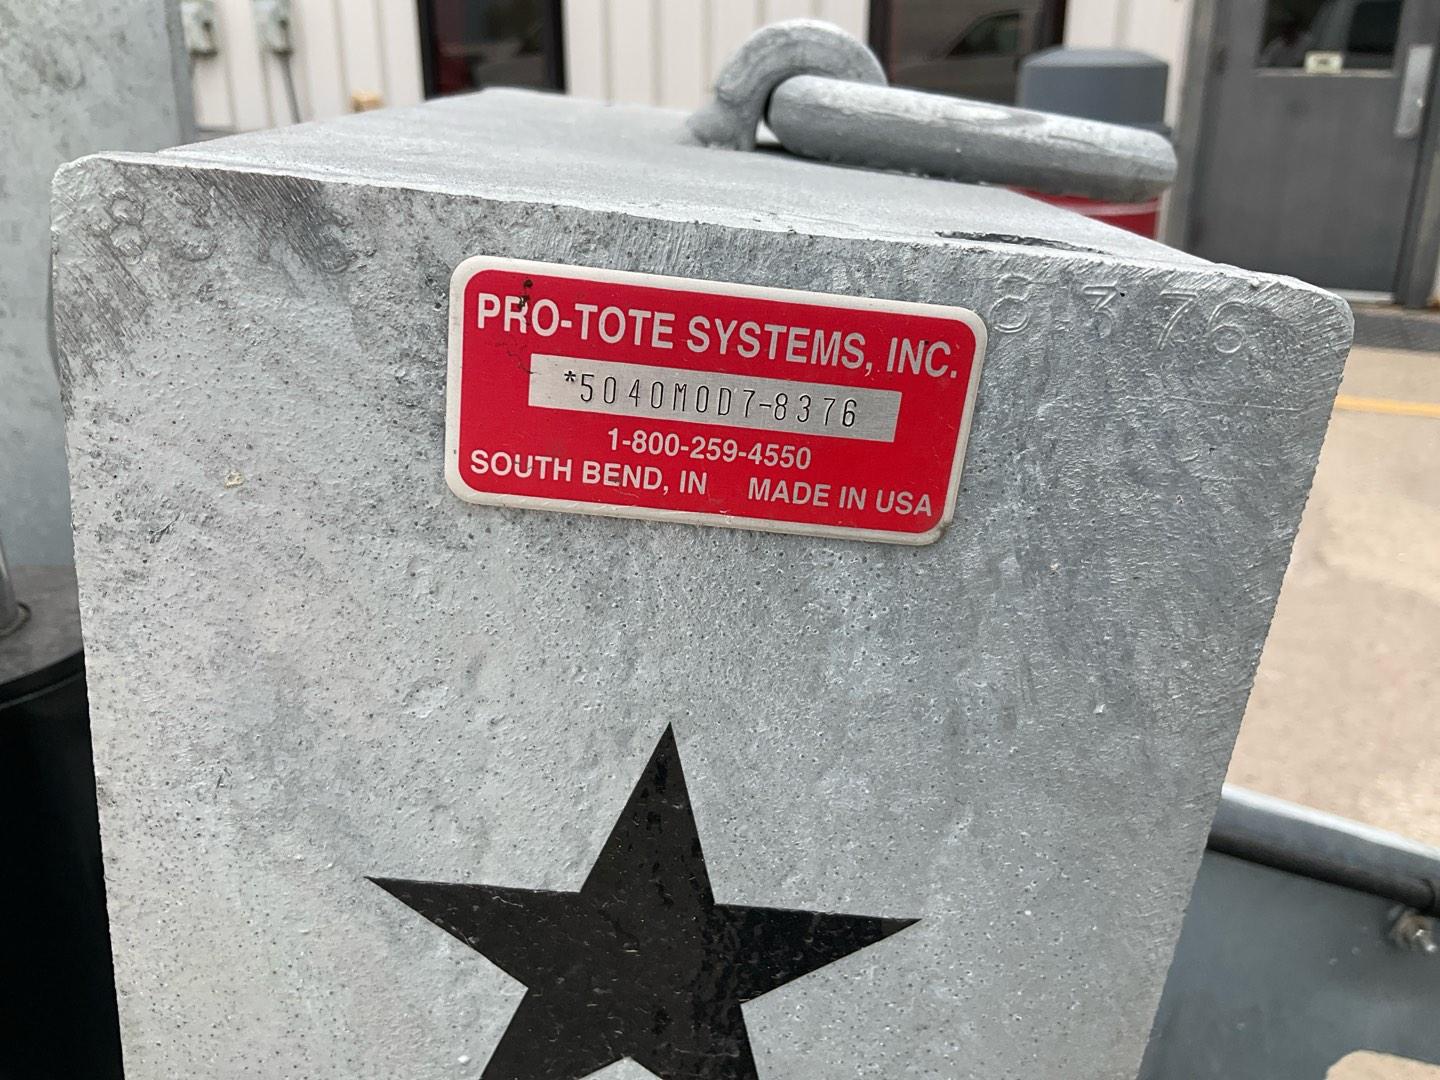 8376
8376
PRO-TOTE SYSTEMS, INC.
*5040MOD7-8376
1-800-259-4550
SOUTH BEND, IN MADE IN USA